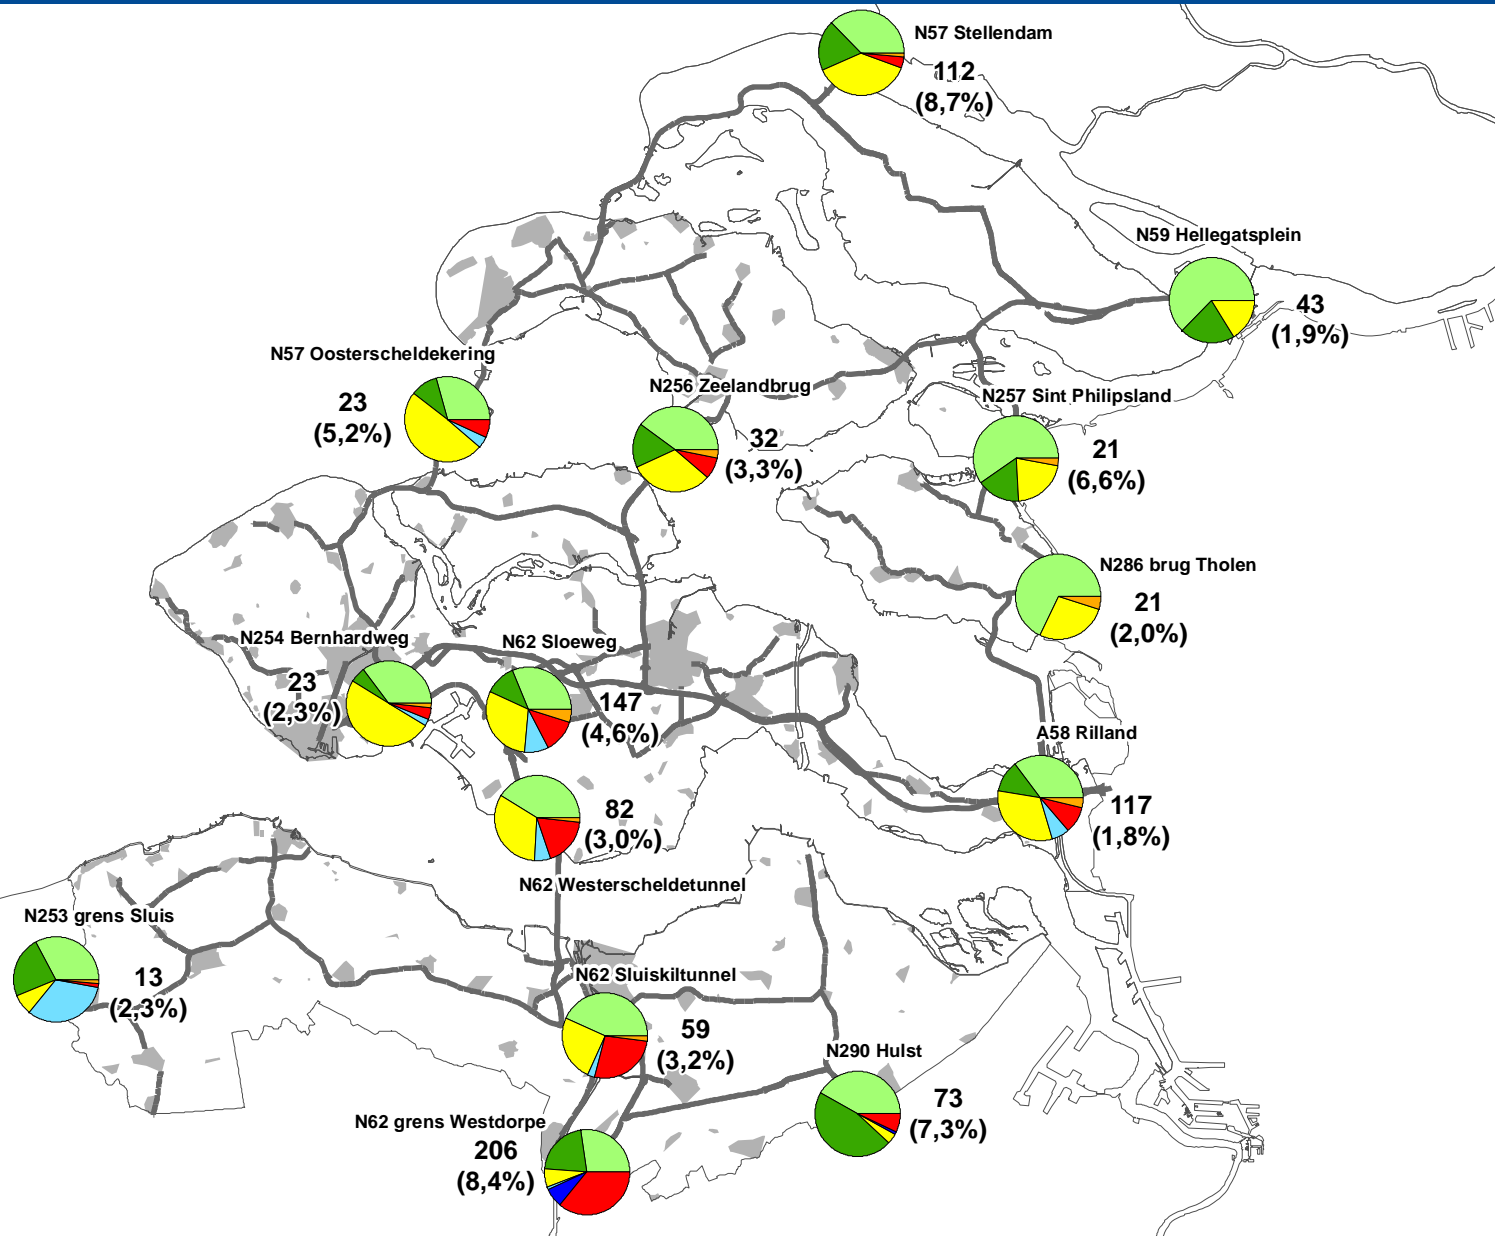 N57 Stellendam
112
(8,7%)
N59 Hellegatsplein
43
(1,9%)
N57 Oosterscheldekering
23
(5,2%)
N256 Zeelandbrug
32
(3,3%)
N257 Sint Philipsland
21
(6,6%)
N286 brug Tholen
21
(2,0%)
N254 Bernhardweg
23
(2,3%)
N62 Sloeweg
147
(4,6%)
A58 Rilland
117
(1,8%)
82
(3,0%)
N62 Westerscheldetunnel
N253 grens Sluis
13
(2,3%)
N62 Sluiskiltunnel
59
(3,2%)
N290 Hulst
73
(7,3%)
N62 grens Westdorpe
206
(8,4%)